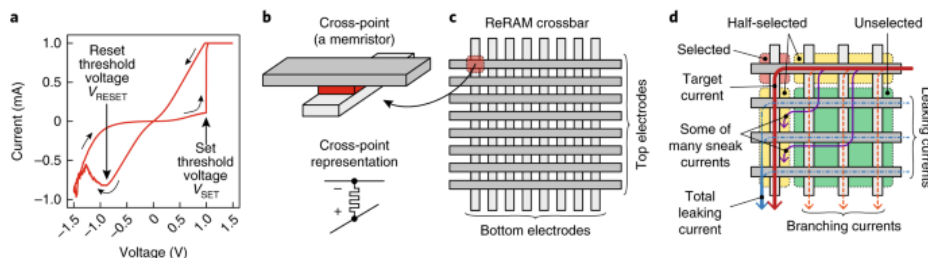 a
1.0
0.5
0
−0.5
−1.0
Current (mA)
Reset
threshold
voltage
VRESET
Set
threshold
voltage
VSET
−1.5
−1.0
−0.5
0
0.5
1.0
1.5
Voltage (V)
b
Cross-point
(a memristor)
Cross-point
representation
−
+
c
ReRAM crossbar
Top electrodes
Bottom electrodes
d
Half-selected
Unselected
Selected
Target
current
Some of
many sneak
currents
Total
leaking
current
Leaking
currents
Branching currents